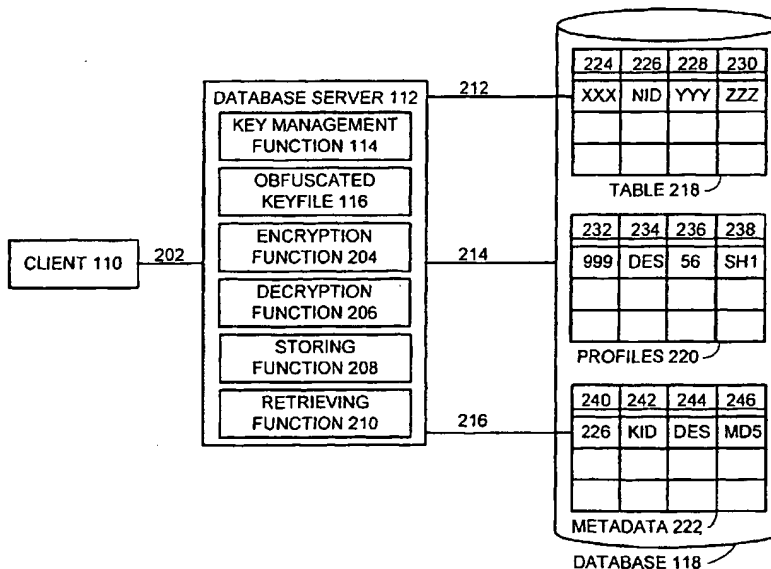 CLIENT 110
202
DATABASE SERVER 112
KEY MANAGEMENT
FUNCTION 114
OBFUSCATED
KEYFILE 116
ENCRYPTION
FUNCTION 204
DECRYPTION
FUNCTION 206
STORING
FUNCTION 208
RETRIEVING
FUNCTION 210
212
214
216
224 226 228 230
XXX NID YYY ZZZ
TABLE 218
232 234 236 238
999 DES 56 SH1
PROFILES 220
240 242 244 246
226 KID DES MD5
METADATA 222
DATABASE 118